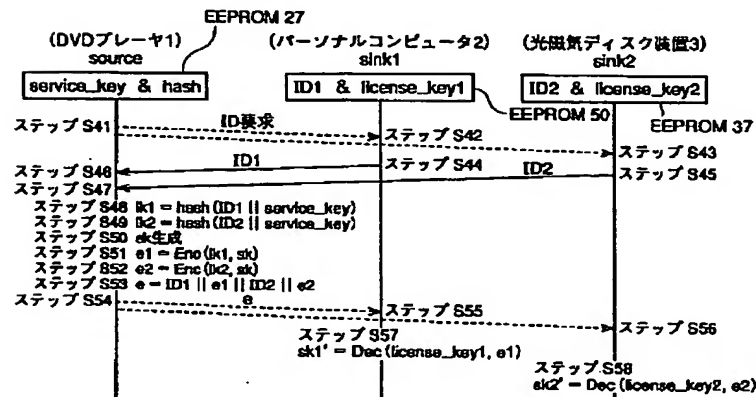 EEPROM 27
(DVDプレーヤ1)
source
(パーソナルコンピュータ2)
sink1
(光磁気ディスク装置3)
sink2
service_key & hash
ID1 & license_key1
ID2 & license_key2
EEPROM 50
EEPROM 37
ステップ S41
ID要求
ステップ S42
ステップ S43
ステップ S46
ID1
ステップ S44
ステップ S47
ID2
ステップ S45
ステップ S48 lk1 = hash(ID1 || service_key)
ステップ S49 lk2 = hash(ID2 || service_key)
ステップ S50 sk生成
ステップ S51 e1 = Enc(lk1, sk)
ステップ S52 e2 = Enc(lk2, sk)
ステップ S53 e = ID1 || e1 || ID2 || e2
ステップ S54
e
ステップ S55
ステップ S56
ステップ S57
sk1' = Dec(license_key1, e1)
ステップ S58
sk2' = Dec(license_key2, e2)